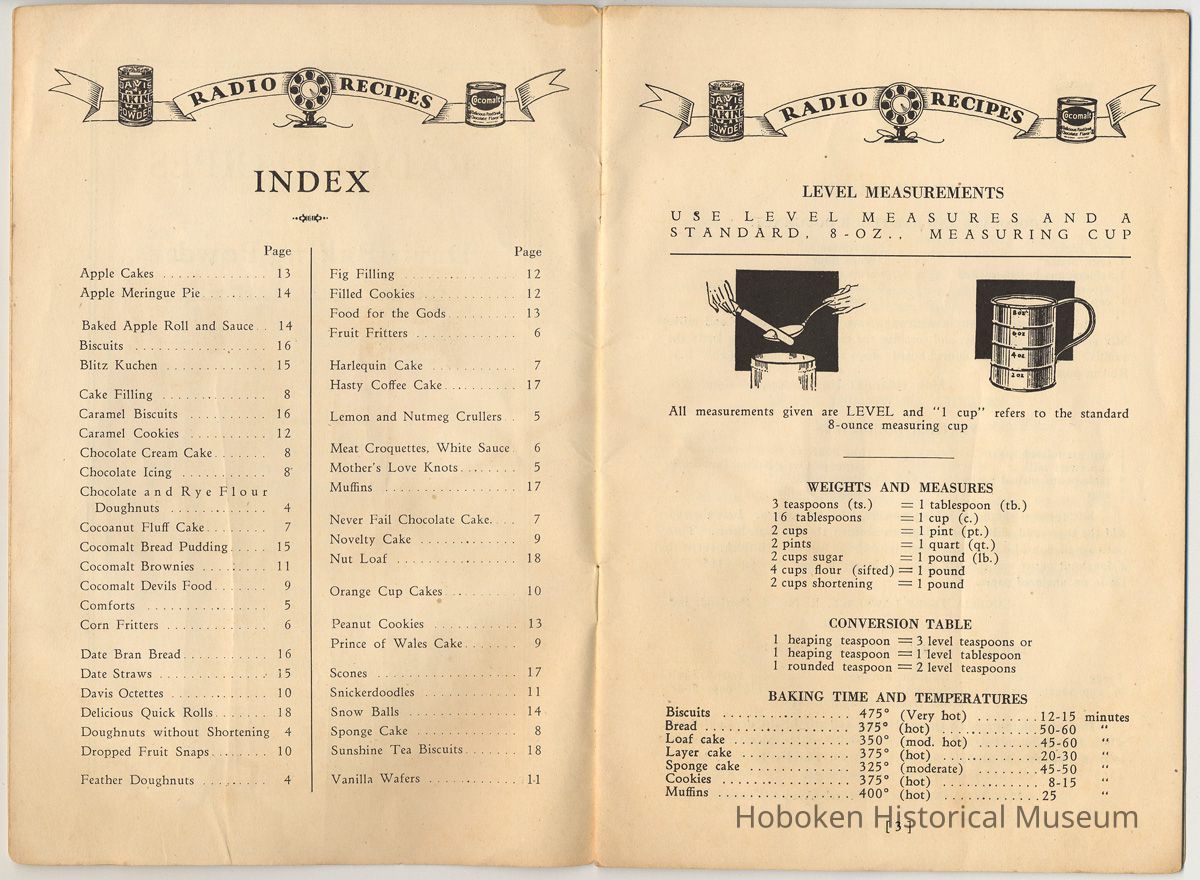 DAVIS BAKING POWDER
RADIO RECIPES
Cocomalt
INDEX
Page
Apple Cakes . . . . . . . . . . . 13
Apple Meringue Pie . . . . . . . . 14
Baked Apple Roll and Sauce . . 14
Biscuits . . . . . . . . . . . . . . 16
Blitz Kuchen . . . . . . . . . . . 15
Cake Filling . . . . . . . . . . . 8
Caramel Biscuits . . . . . . . . . 16
Caramel Cookies . . . . . . . . . 12
Chocolate Cream Cake . . . . . . 8
Chocolate Icing . . . . . . . . . . 8
Chocolate and Rye Flour
Doughnuts . . . . . . . . . . . 4
Cocoanut Fluff Cake . . . . . . . 7
Cocomalt Bread Pudding . . . . 15
Cocomalt Brownies . . . . . . . 11
Cocomalt Devils Food . . . . . . 9
Comforts . . . . . . . . . . . . . 5
Corn Fritters . . . . . . . . . . . 6
Date Bran Bread . . . . . . . . . 16
Date Straws . . . . . . . . . . . . 15
Davis Octettes . . . . . . . . . . 10
Delicious Quick Rolls . . . . . . 18
Doughnuts without Shortening 4
Dropped Fruit Snaps . . . . . . . 10
Feather Doughnuts . . . . . . . . 4
Page
Fig Filling . . . . . . . . . . . . 12
Filled Cookies . . . . . . . . . . 12
Food for the Gods . . . . . . . . 13
Fruit Fritters . . . . . . . . . . . 6
Harlequin Cake . . . . . . . . . . 7
Hasty Coffee Cake . . . . . . . . 17
Lemon and Nutmeg Crullers . . 5
Meat Croquettes, White Sauce . 6
Mother's Love Knots . . . . . . . 5
Muffins . . . . . . . . . . . . . . 17
Never Fail Chocolate Cake . . . 7
Novelty Cake . . . . . . . . . . . 9
Nut Loaf . . . . . . . . . . . . . 18
Orange Cup Cakes . . . . . . . . 10
Peanut Cookies . . . . . . . . . . 13
Prince of Wales Cake . . . . . . 9
Scones . . . . . . . . . . . . . . 17
Snickerdoodles . . . . . . . . . . 11
Snow Balls . . . . . . . . . . . . 14
Sponge Cake . . . . . . . . . . . 8
Sunshine Tea Biscuits . . . . . . 18
Vanilla Wafers . . . . . . . . . . 11
DAVIS BAKING POWDER
RADIO RECIPES
Cocomalt
LEVEL MEASUREMENTS
USE LEVEL MEASURES AND A
STANDARD, 8-OZ., MEASURING CUP
8 oz
6 oz
4 oz
2 oz
All measurements given are LEVEL and "1 cup" refers to the standard
8-ounce measuring cup
WEIGHTS AND MEASURES
3 teaspoons (ts.) = 1 tablespoon (tb.)
16 tablespoons = 1 cup (c.)
2 cups = 1 pint (pt.)
2 pints = 1 quart (qt.)
2 cups sugar = 1 pound (lb.)
4 cups flour (sifted) = 1 pound
2 cups shortening = 1 pound
CONVERSION TABLE
1 heaping teaspoon = 3 level teaspoons or
1 heaping teaspoon = 1 level tablespoon
1 rounded teaspoon = 2 level teaspoons
BAKING TIME AND TEMPERATURES
Biscuits . . . . . . . . . . 475° (Very hot) . . . . . . . . 12-15 minutes
Bread . . . . . . . . . . . 375° (hot) . . . . . . . . . . 50-60 "
Loaf cake . . . . . . . . . 350° (mod. hot) . . . . . . . 45-60 "
Layer cake . . . . . . . . 375° (hot) . . . . . . . . . . 20-30 "
Sponge cake . . . . . . . . 325° (moderate) . . . . . . . 45-50 "
Cookies . . . . . . . . . . 375° (hot) . . . . . . . . . . 8-15 "
Muffins . . . . . . . . . . 400° (hot) . . . . . . . . . . 25 "
Hoboken Historical Museum
[3]